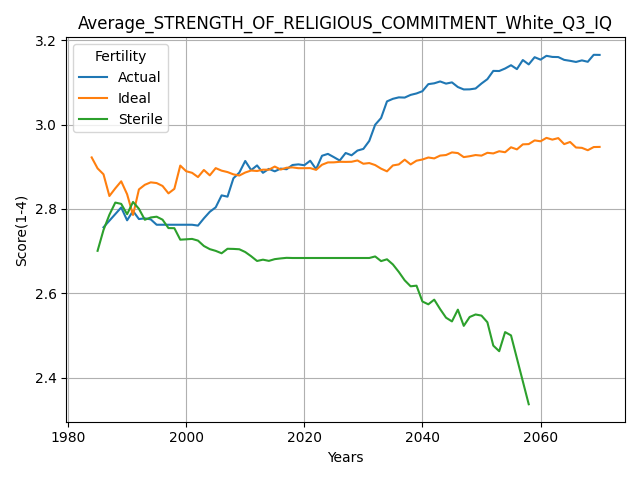 Average_STRENGTH_OF_RELIGIOUS_COMMITMENT_White_Q3_IQ
Fertility
Actual
Ideal
Sterile
Score(1-4)
3.2
3.0
2.8
2.6
2.4
1980 2000 2020 2040 2060
Years